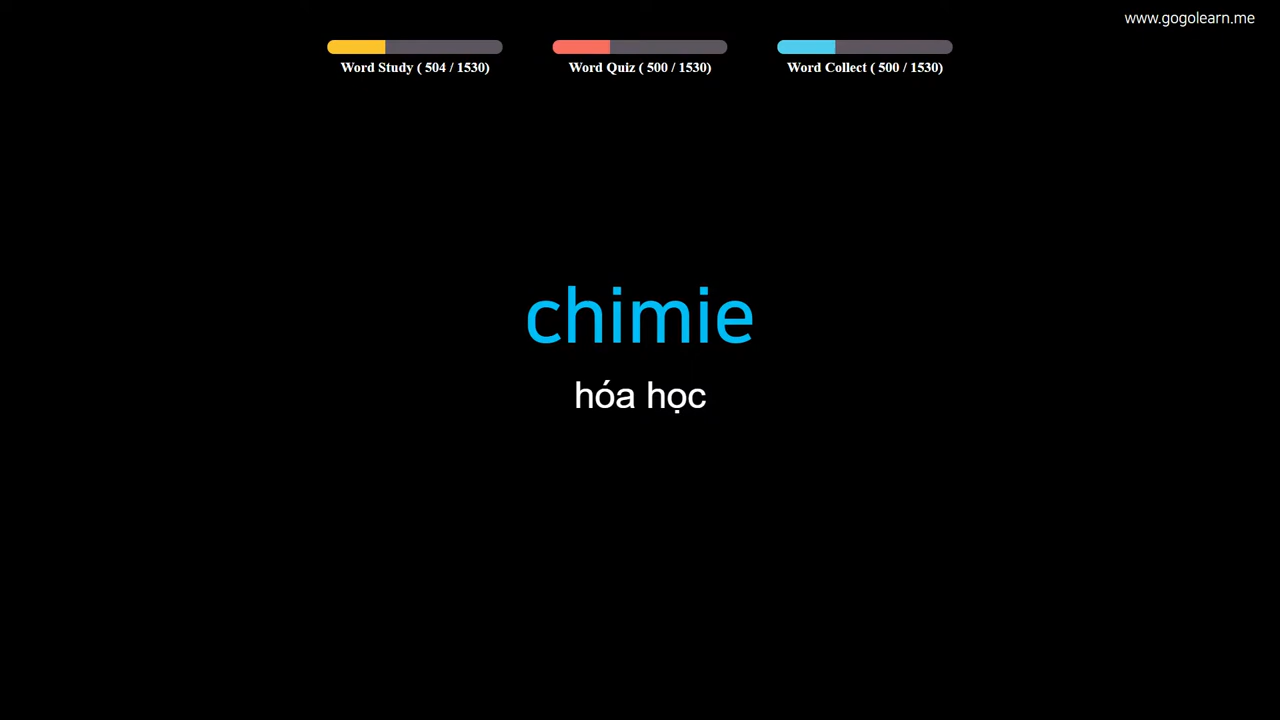 www.gogolearn.me
Word Study ( 504 / 1530)
Word Quiz ( 500 / 1530)
Word Collect ( 500 / 1530)
chimie
hóa học